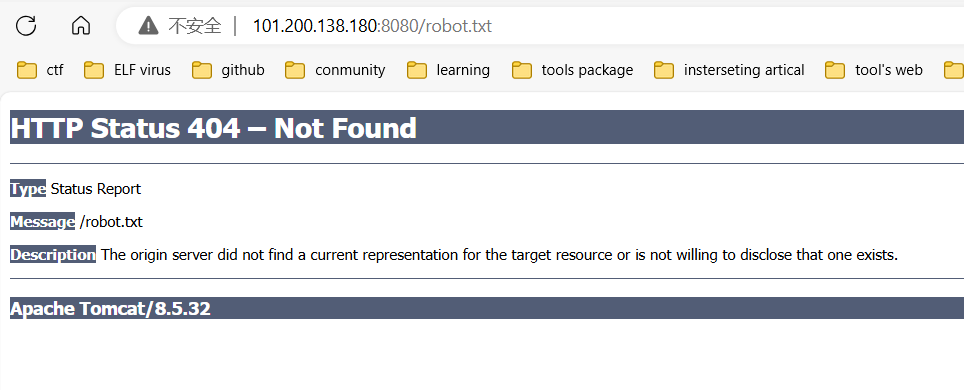 不安全 | 101.200.138.180:8080/robot.txt
ctf ELF virus github conmunity learning tools package insterseting artical tool's web
HTTP Status 404 – Not Found
Type Status Report
Message /robot.txt
Description The origin server did not find a current representation for the target resource or is not willing to disclose that one exists.
Apache Tomcat/8.5.32